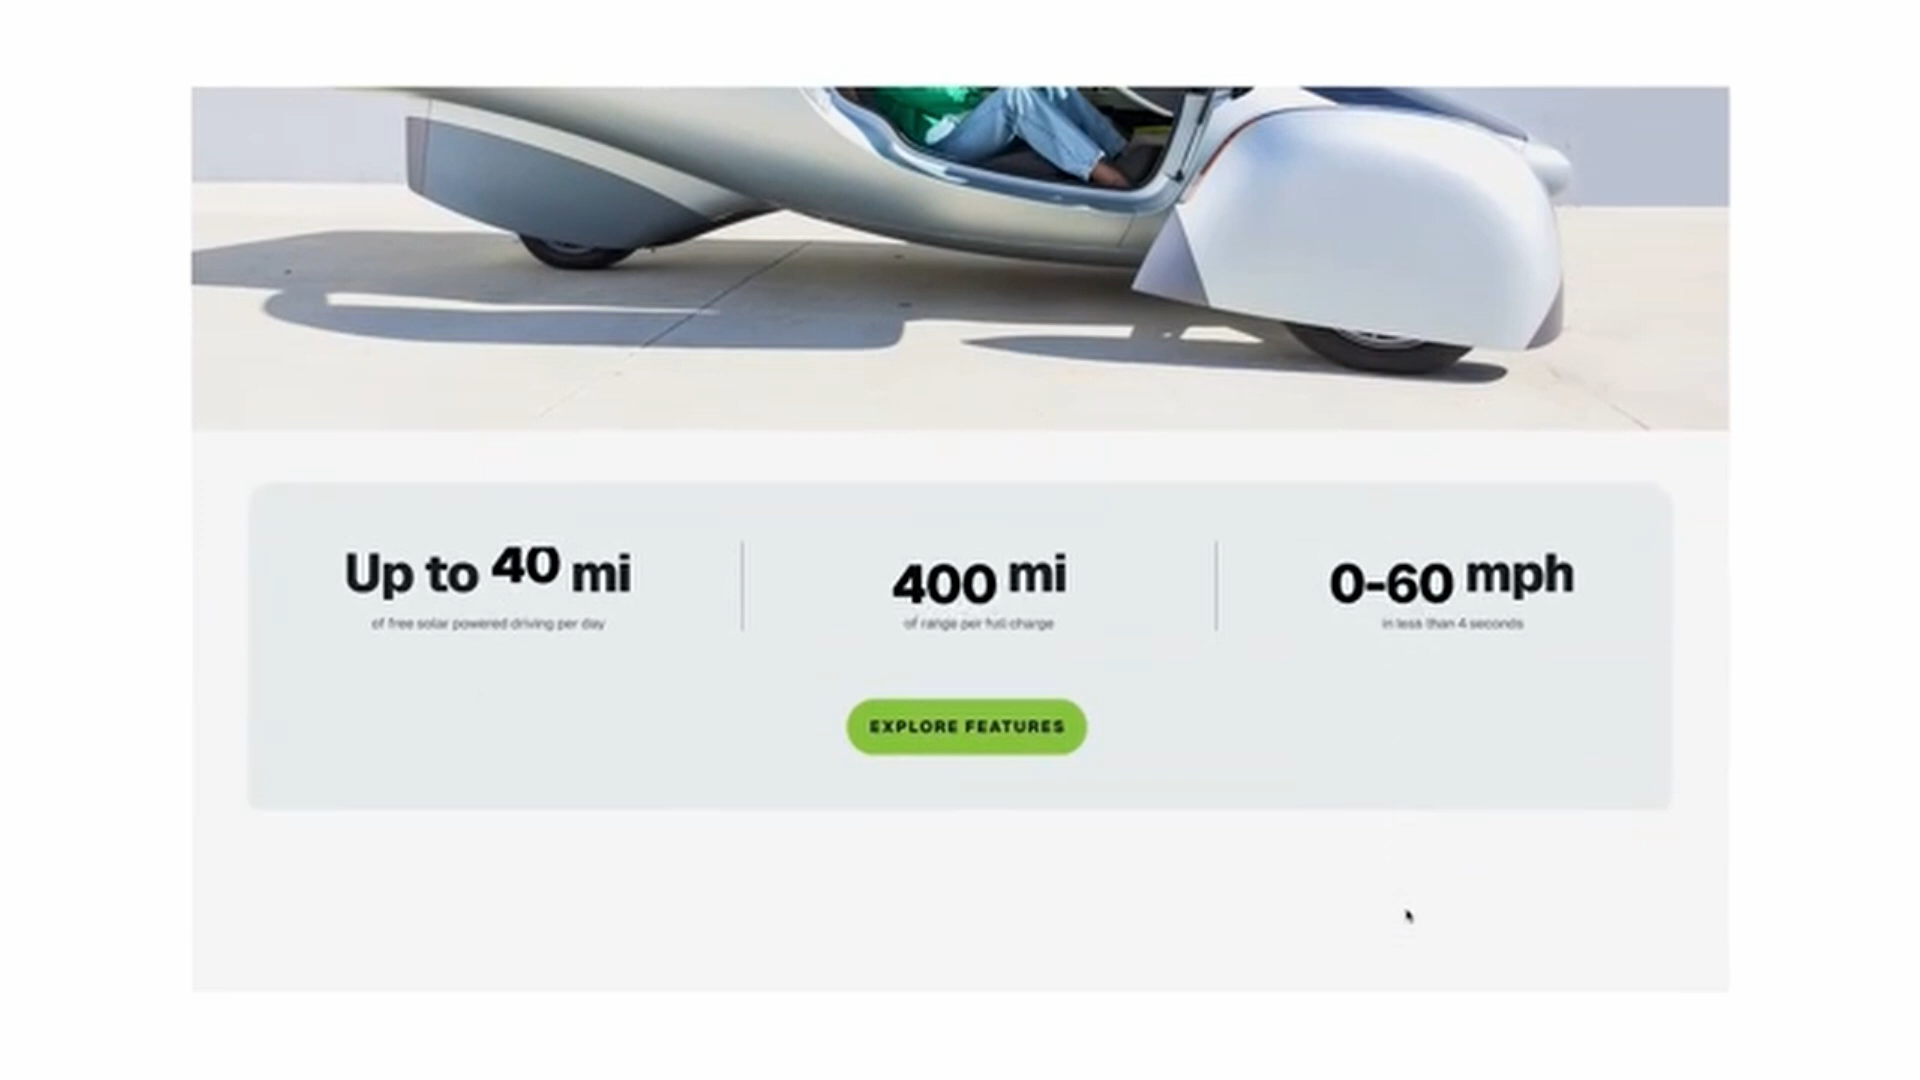 Up to 40 mi
of free solar powered driving per day
400 mi
of range per full charge
0-60 mph
in less than 4 seconds
EXPLORE FEATURES